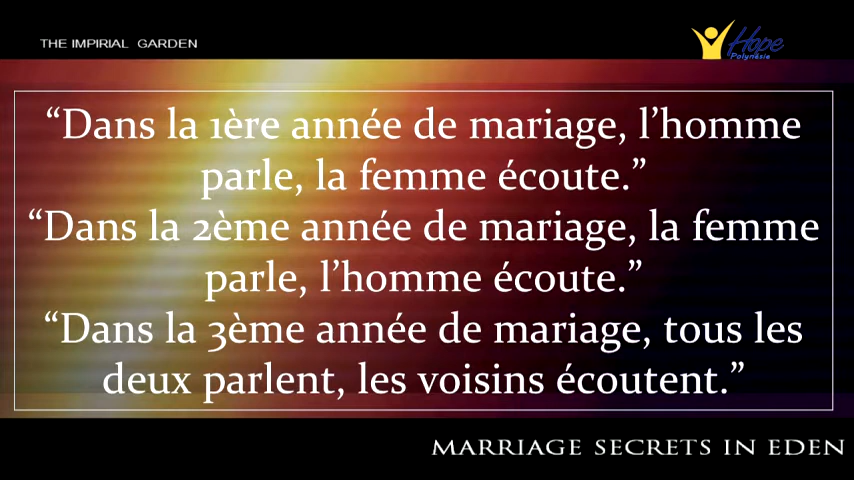 THE IMPIRIAL GARDEN
Hope
Polynésie
“Dans la 1ère année de mariage, l’homme
parle, la femme écoute.”
“Dans la 2ème année de mariage, la femme
parle, l’homme écoute.”
“Dans la 3ème année de mariage, tous les
deux parlent, les voisins écoutent.”
MARRIAGE SECRETS IN EDEN